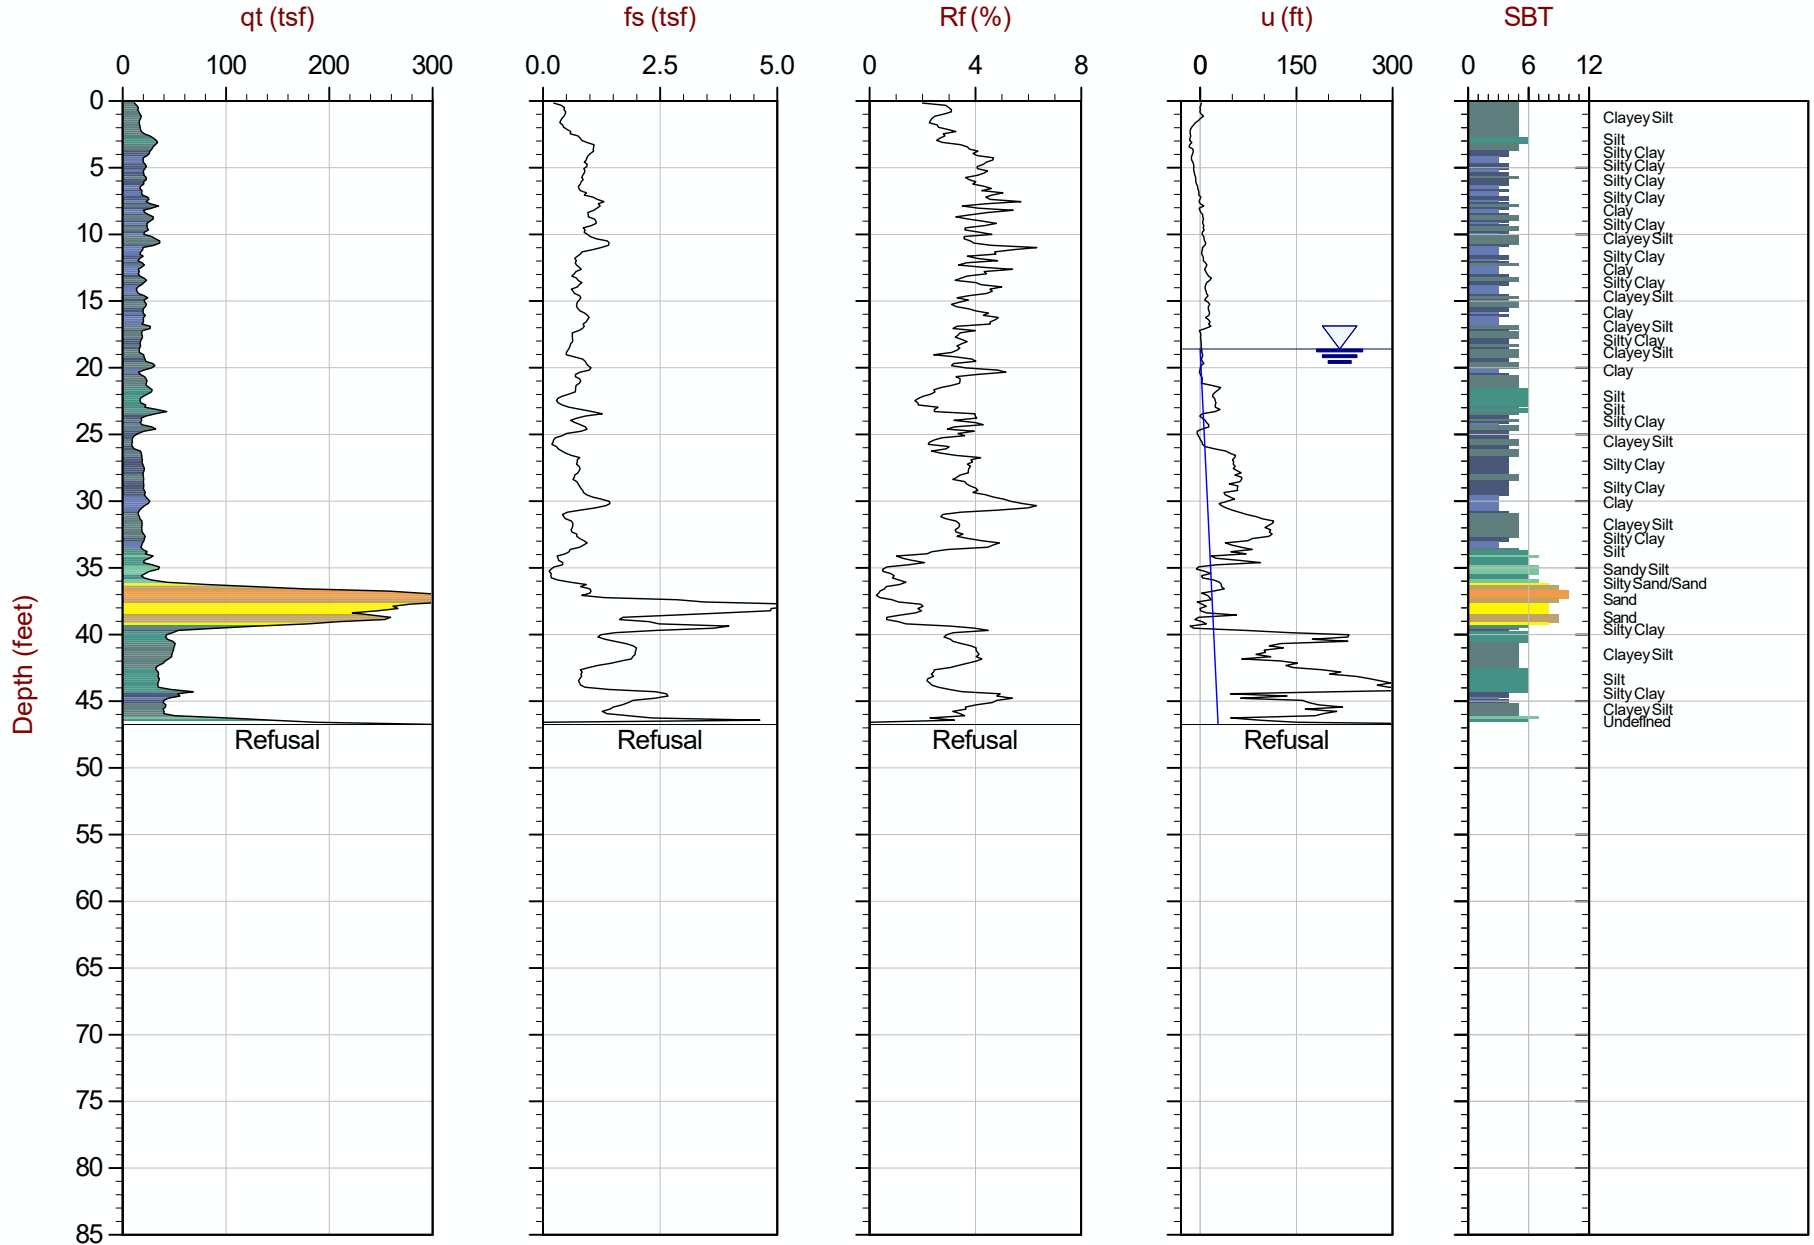 qt (tsf)
fs (tsf)
Rf (%)
u (ft)
SBT
0 100 200 300
0.0 2.5 5.0
0 4 8
0 150 300
0 6 12
Depth (feet)
0
5
10
15
20
25
30
35
40
45
50
55
60
65
70
75
80
85
Refusal
Refusal
Refusal
Refusal
Clayey Silt
Silt
Silty Clay
Silty Clay
Silty Clay
Silty Clay
Clay
Silty Clay
Clayey Silt
Silty Clay
Clay
Silty Clay
Clayey Silt
Clay
Clayey Silt
Silty Clay
Clayey Silt
Clay
Silt
Silt
Silty Clay
Clayey Silt
Silty Clay
Silty Clay
Clay
Clayey Silt
Silty Clay
Silt
Sandy Silt
Silty Sand/Sand
Sand
Sand
Silty Clay
Clayey Silt
Silt
Silty Clay
Clayey Silt
Undefined